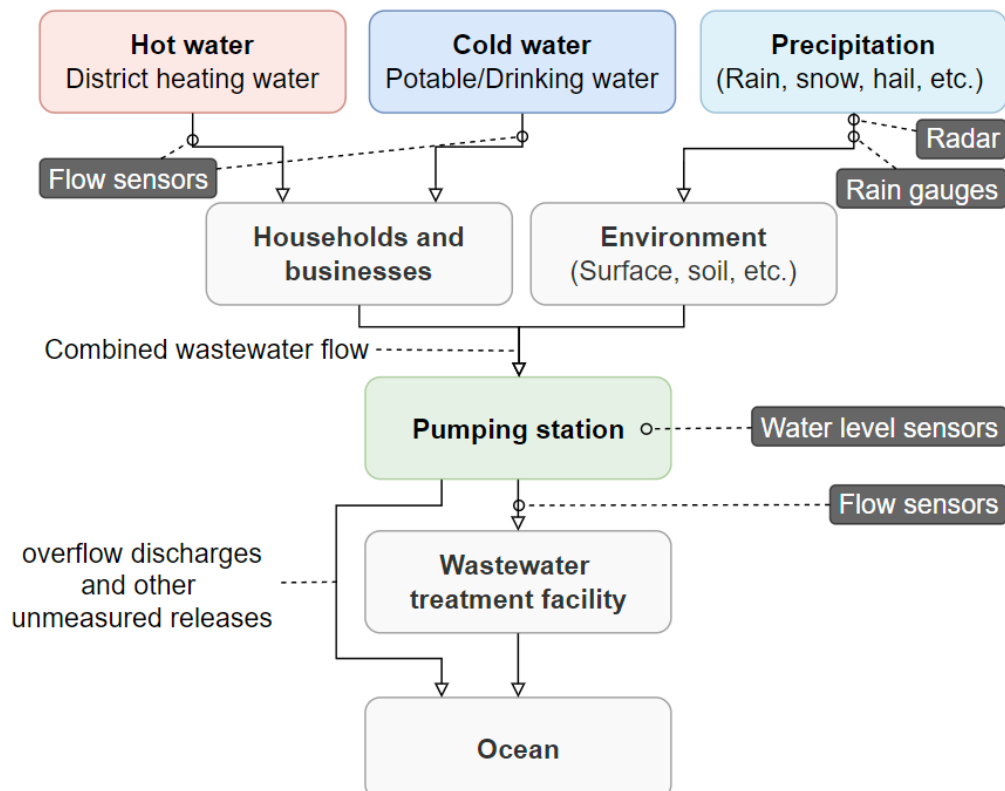 Hot water
District heating water
Cold water
Potable/Drinking water
Precipitation
(Rain, snow, hail, etc.)
Radar
Flow sensors
Rain gauges
Households and
businesses
Environment
(Surface, soil, etc.)
Combined wastewater flow
Pumping station
Water level sensors
Flow sensors
overflow discharges
and other
unmeasured releases
Wastewater
treatment facility
Ocean